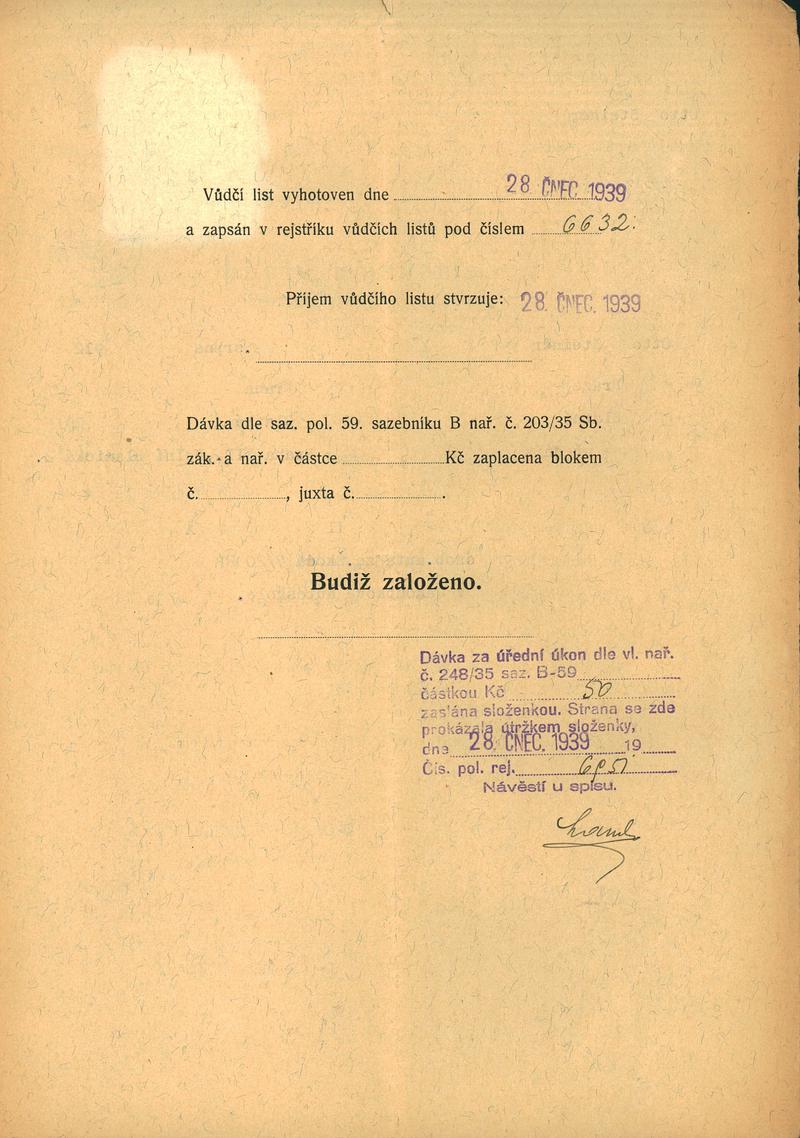 Vůdčí list vyhotoven dne 28 ČNEC 1939
a zapsán v rejstříku vůdčích listů pod číslem 6632.
Příjem vůdčího listu stvrzuje: 28. ČNEC. 1939
Dávka dle saz. pol. 59. sazebníku B nař. č. 203/35 Sb.
zák. a nař. v částce Kč zaplacena blokem
č. , juxta č. .
Budiž založeno.
Dávka za úřední úkon dle vl. nař.
č. 248/35 saz. B-59
částkou Kč 50
zaslána složenkou. Strana se zde
prokázala útržkem složenky,
dne 28. ČNEC. 1939 19
Čís. pol. rej.
Návěstí u spisu.